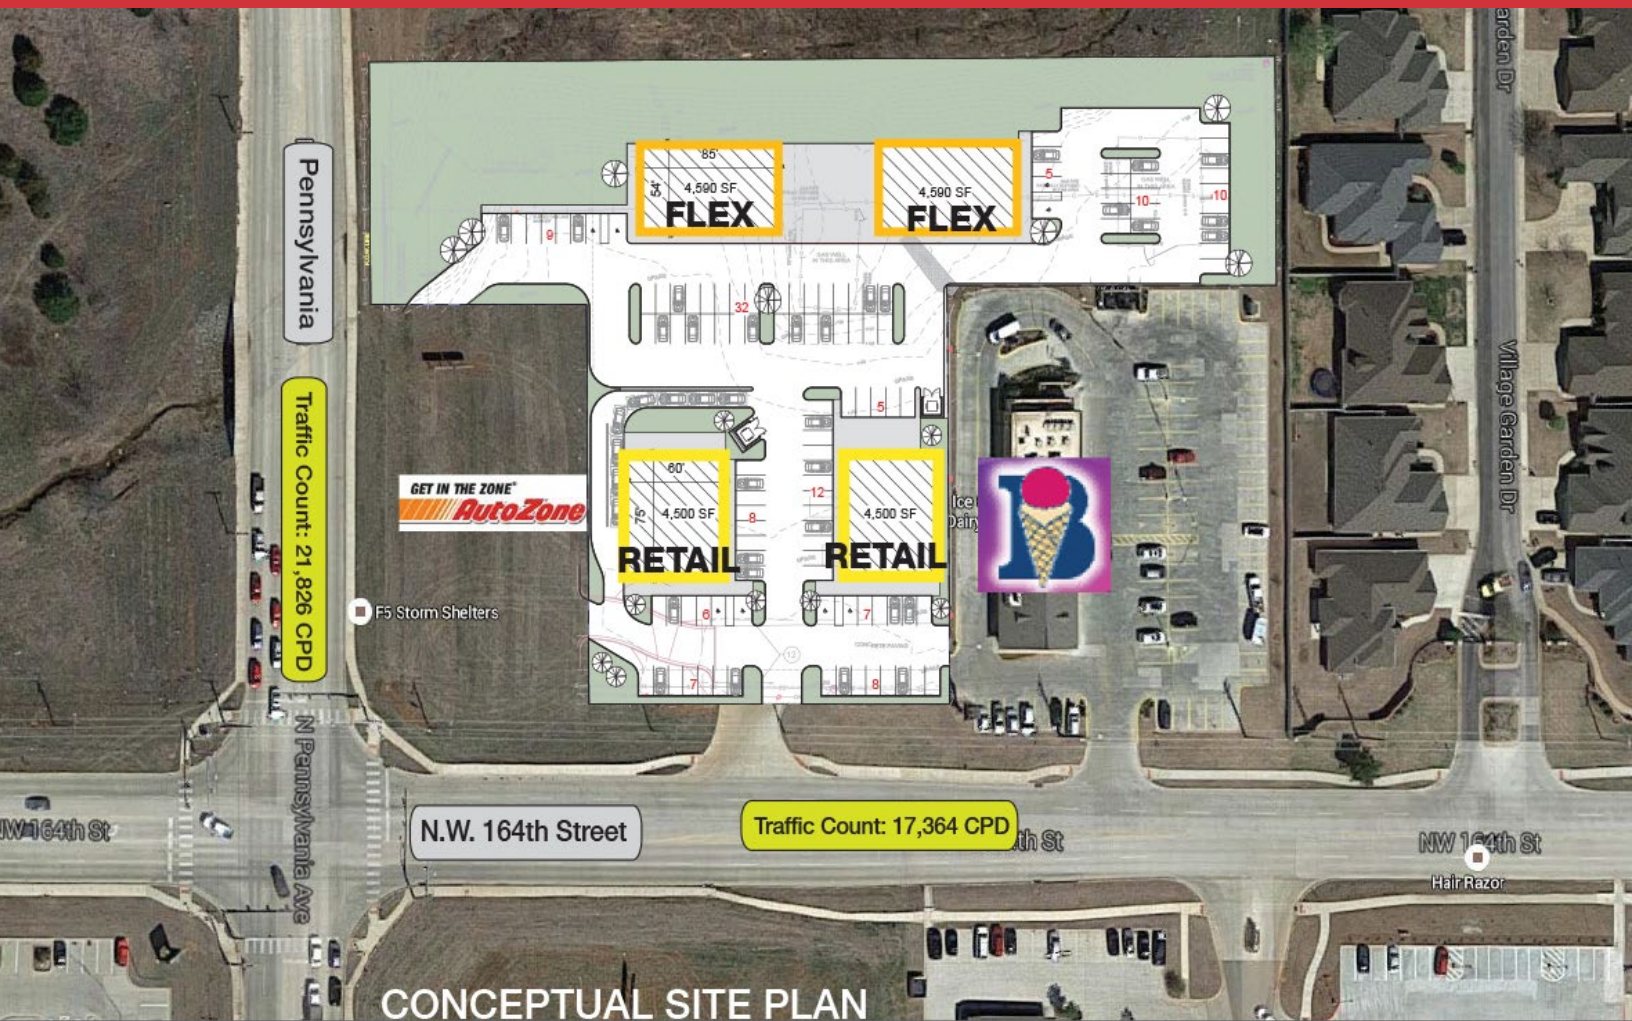 arden Dr
Pennsylvania
85'
54'
4,590 SF
FLEX
4,590 SF
FLEX
5
10
10
9
32
Traffic Count: 21,826 CPD
5
60'
75'
4,500 SF
RETAIL
8
12
4,500 SF
RETAIL
GET IN THE ZONE
AutoZone
Ice
Dairy
B
Village Garden Dr
F5 Storm Shelters
6
7
12
7
8
N Pennsylvania Ave
NW 164th St
N.W. 164th Street
Traffic Count: 17,364 CPD
th St
NW 164th St
Hair Razor
CONCEPTUAL SITE PLAN